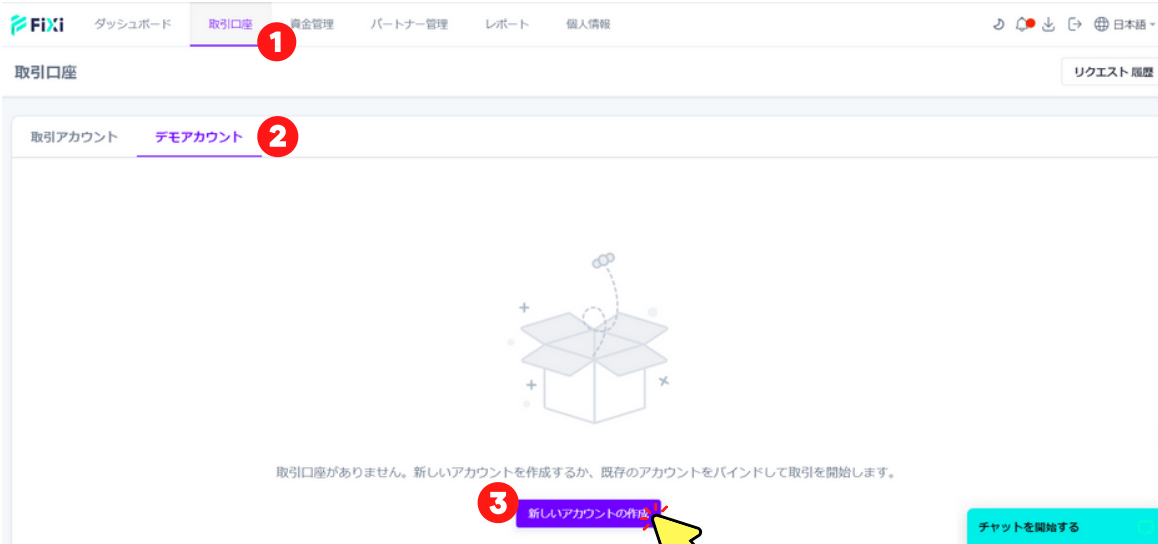 FiXi ダッシュボード 取引口座 資金管理 パートナー管理 レポート 個人情報 日本語
1
取引口座 リクエスト 履歴
取引アカウント デモアカウント 2
取引口座がありません。新しいアカウントを作成するか、既存のアカウントをバインドして取引を開始します。
3 新しいアカウントの作成
チャットを開始する